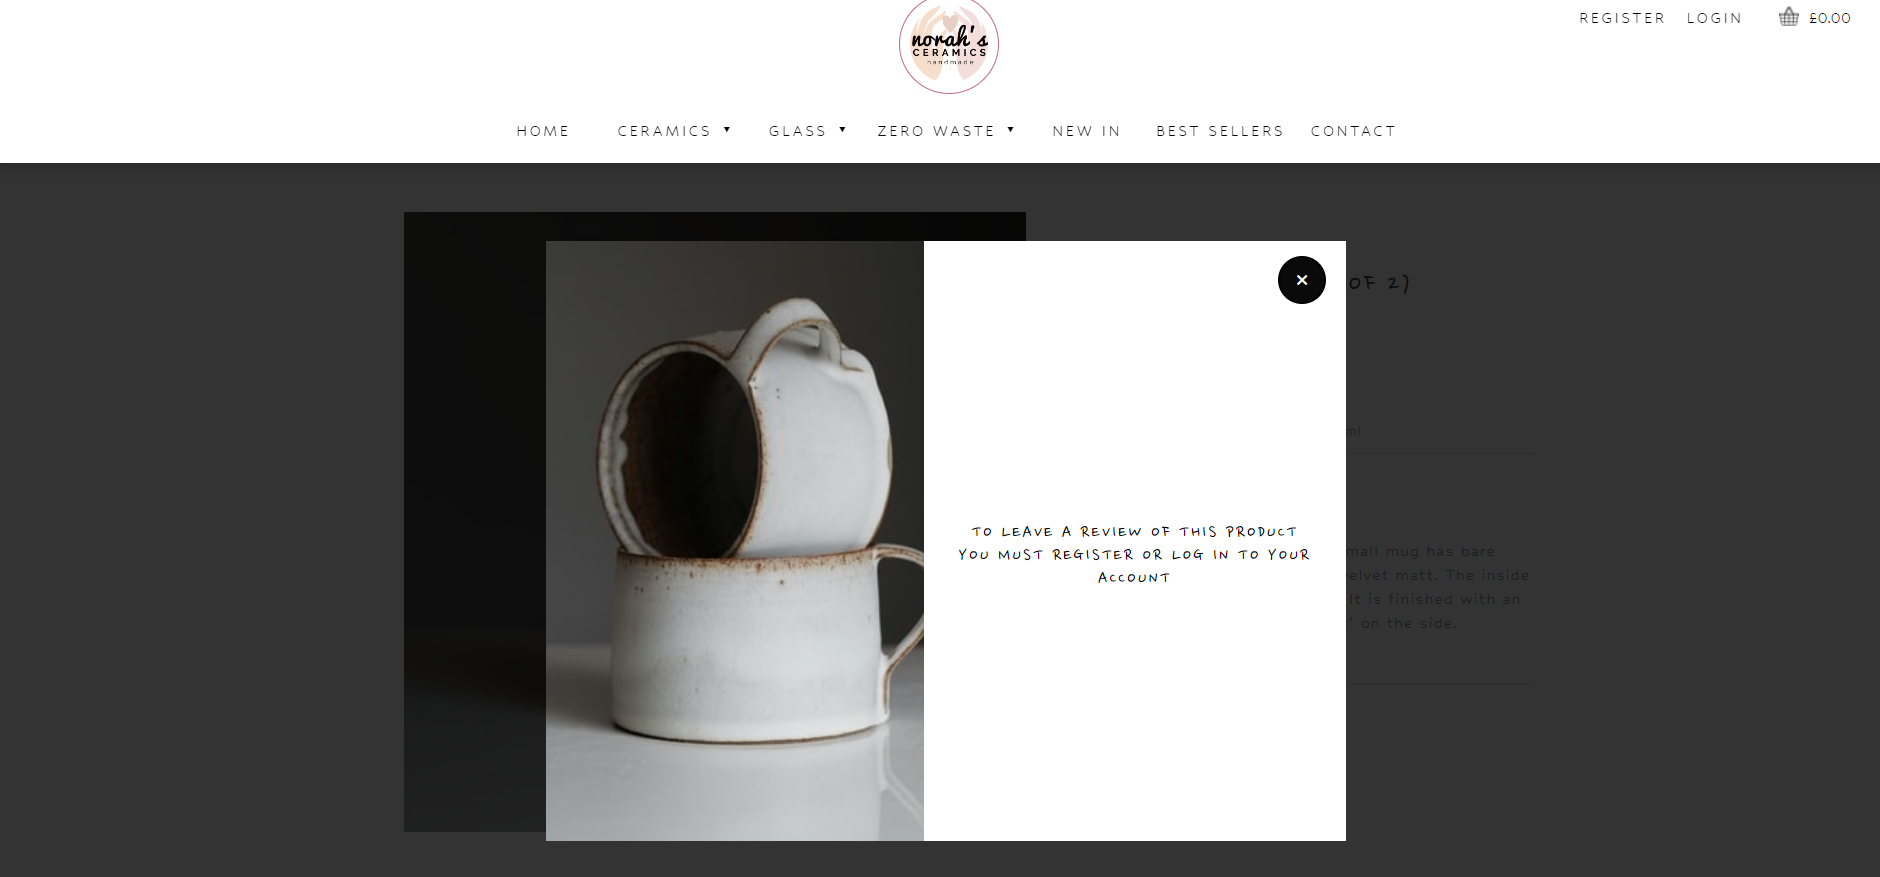 norah's
CERAMICS
handmade
REGISTER LOGIN £0.00
HOME CERAMICS ▼ GLASS ▼ ZERO WASTE ▼ NEW IN BEST SELLERS CONTACT
×
OF 2)
ml
TO LEAVE A REVIEW OF THIS PRODUCT
YOU MUST REGISTER OR LOG IN TO YOUR
ACCOUNT
mall mug has bare
velvet matt. The inside
It is finished with an
' on the side.